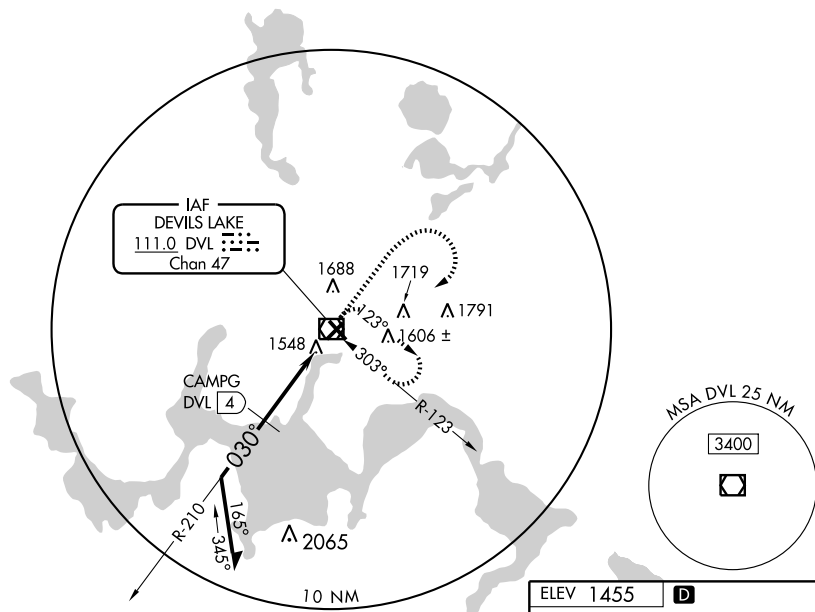 IAF
DEVILS LAKE
111.0 DVL
Chan 47
1688
1719
1791
123°
1606 ±
1548
303°
CAMPG
DVL 4
R-123
030°
MSA DVL 25 NM
3400
R-210
165°
345°
2065
10 NM
ELEV 1455 D